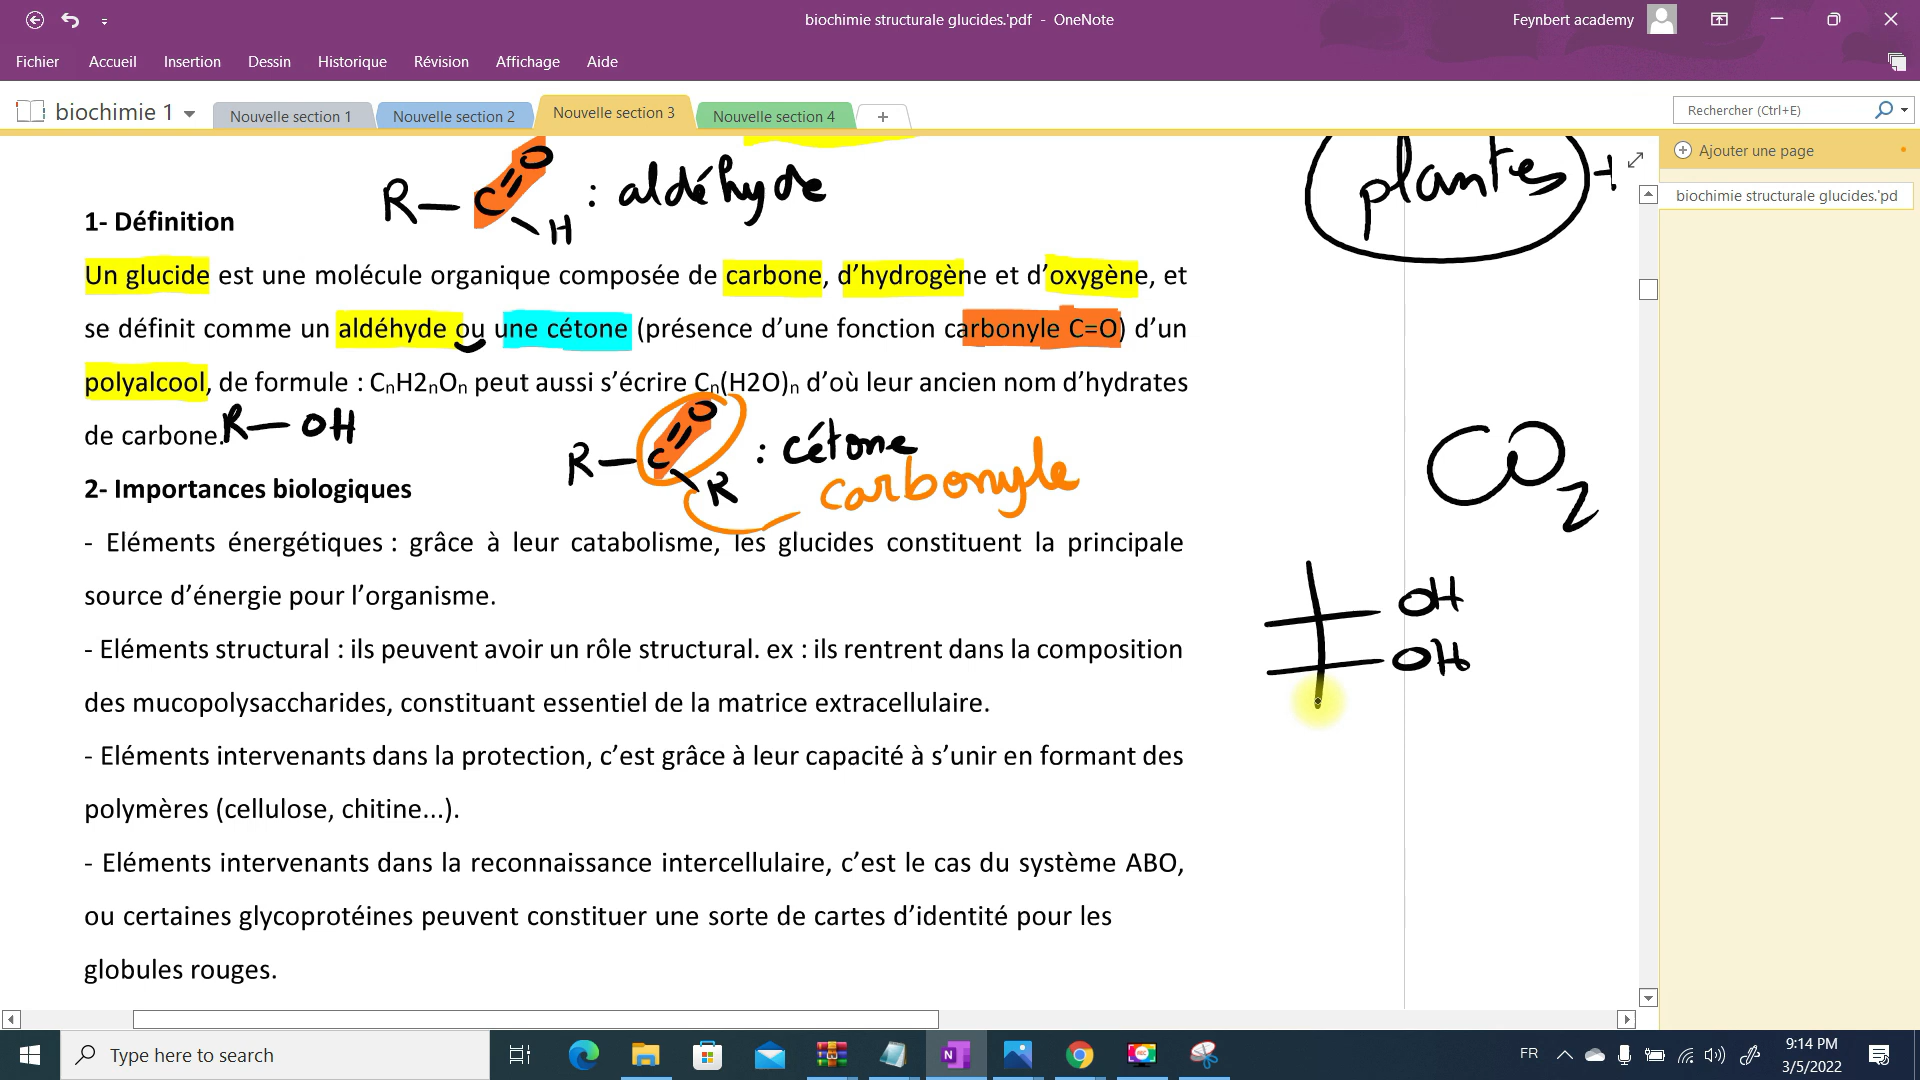 biochimie structurale glucides.'pdf - OneNote
Feynbert academy
Fichier Accueil Insertion Dessin Historique Révision Affichage Aide
biochimie 1
Nouvelle section 1 Nouvelle section 2 Nouvelle section 3 Nouvelle section 4 +
Rechercher (Ctrl+E)
Ajouter une page
biochimie structurale glucides.'pd
R—C=O H : aldéhyde
plantes +
1- Définition
Un glucide est une molécule organique composée de carbone, d’hydrogène et d’oxygène, et
se définit comme un aldéhyde ou une cétone (présence d’une fonction carbonyle C=O) d’un
polyalcool, de formule : CₙH2ₙOₙ peut aussi s’écrire Cₙ(H2O)ₙ d’où leur ancien nom d’hydrates
de carbone.
R—OH
R—C=O R : cétone
carbonyle
CO2
2- Importances biologiques
- Eléments énergétiques : grâce à leur catabolisme, les glucides constituent la principale
source d’énergie pour l’organisme.
OH
OH
- Eléments structural : ils peuvent avoir un rôle structural. ex : ils rentrent dans la composition
des mucopolysaccharides, constituant essentiel de la matrice extracellulaire.
- Eléments intervenants dans la protection, c’est grâce à leur capacité à s’unir en formant des
polymères (cellulose, chitine...).
- Eléments intervenants dans la reconnaissance intercellulaire, c’est le cas du système ABO,
ou certaines glycoprotéines peuvent constituer une sorte de cartes d’identité pour les
globules rouges.
Type here to search
FR
9:14 PM
3/5/2022